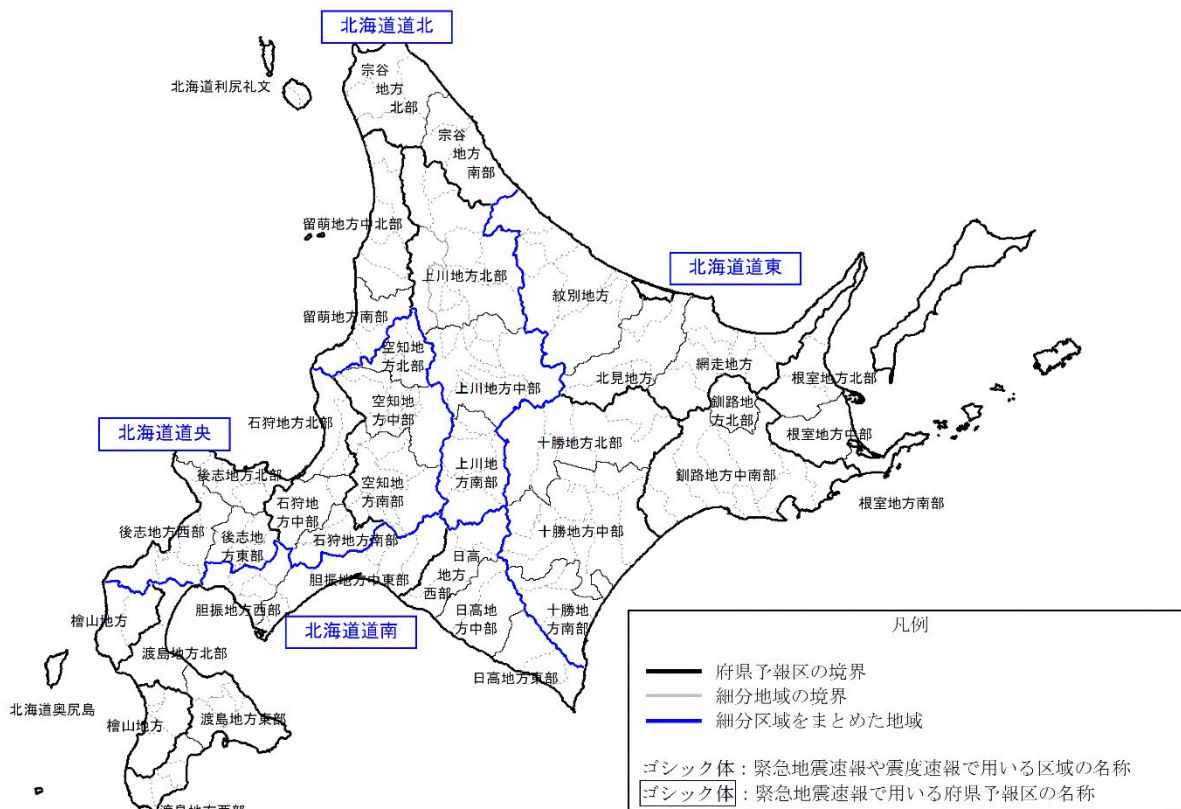 北海道道北
宗谷
地方
北部
北海道利尻礼文
宗谷
地方
南部
留萌地方中北部
上川地方北部
北海道道東
紋別地方
留萌地方南部
空知地
方北部
上川地方中部
北見地方
網走地方
根室地方北部
釧路地
方北部
空知地
方中部
石狩地方北部
北海道道央
根室地方中部
十勝地方北部
上川地
方南部
釧路地方中南部
根室地方南部
後志地方北部
空知地
方南部
石狩地
方中部
後志地方西部
後志地
方東部
石狩地方南部
十勝地方中部
日高
地方
西部
胆振地方中東部
胆振地方西部
日高地
方中部
十勝地
方南部
檜山地方
北海道道南
渡島地方北部
日高地方東部
北海道奥尻島
檜山地方
渡島地方東部
渡島地方西部
凡例
府県予報区の境界
細分地域の境界
細分区域をまとめた地域
ゴシック体:緊急地震速報や震度速報で用いる区域の名称
ゴシック体:緊急地震速報で用いる府県予報区の名称